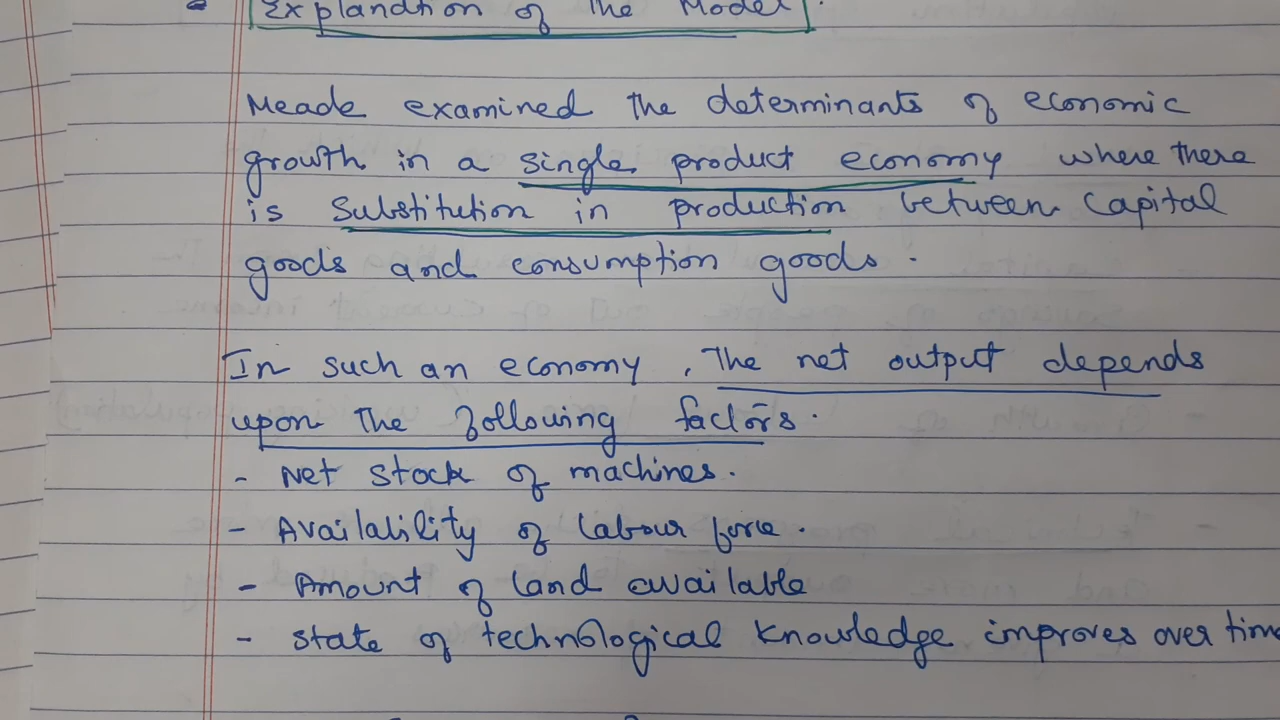 Explanation of the Model.
Meade examined the determinants of economic
growth in a single product economy where there
is substitution in production between capital
goods and consumption goods.
In such an economy, the net output depends
upon the following factors.
- Net stock of machines.
- Availability of labour force.
- Amount of land available
- State of technological knowledge improves over time